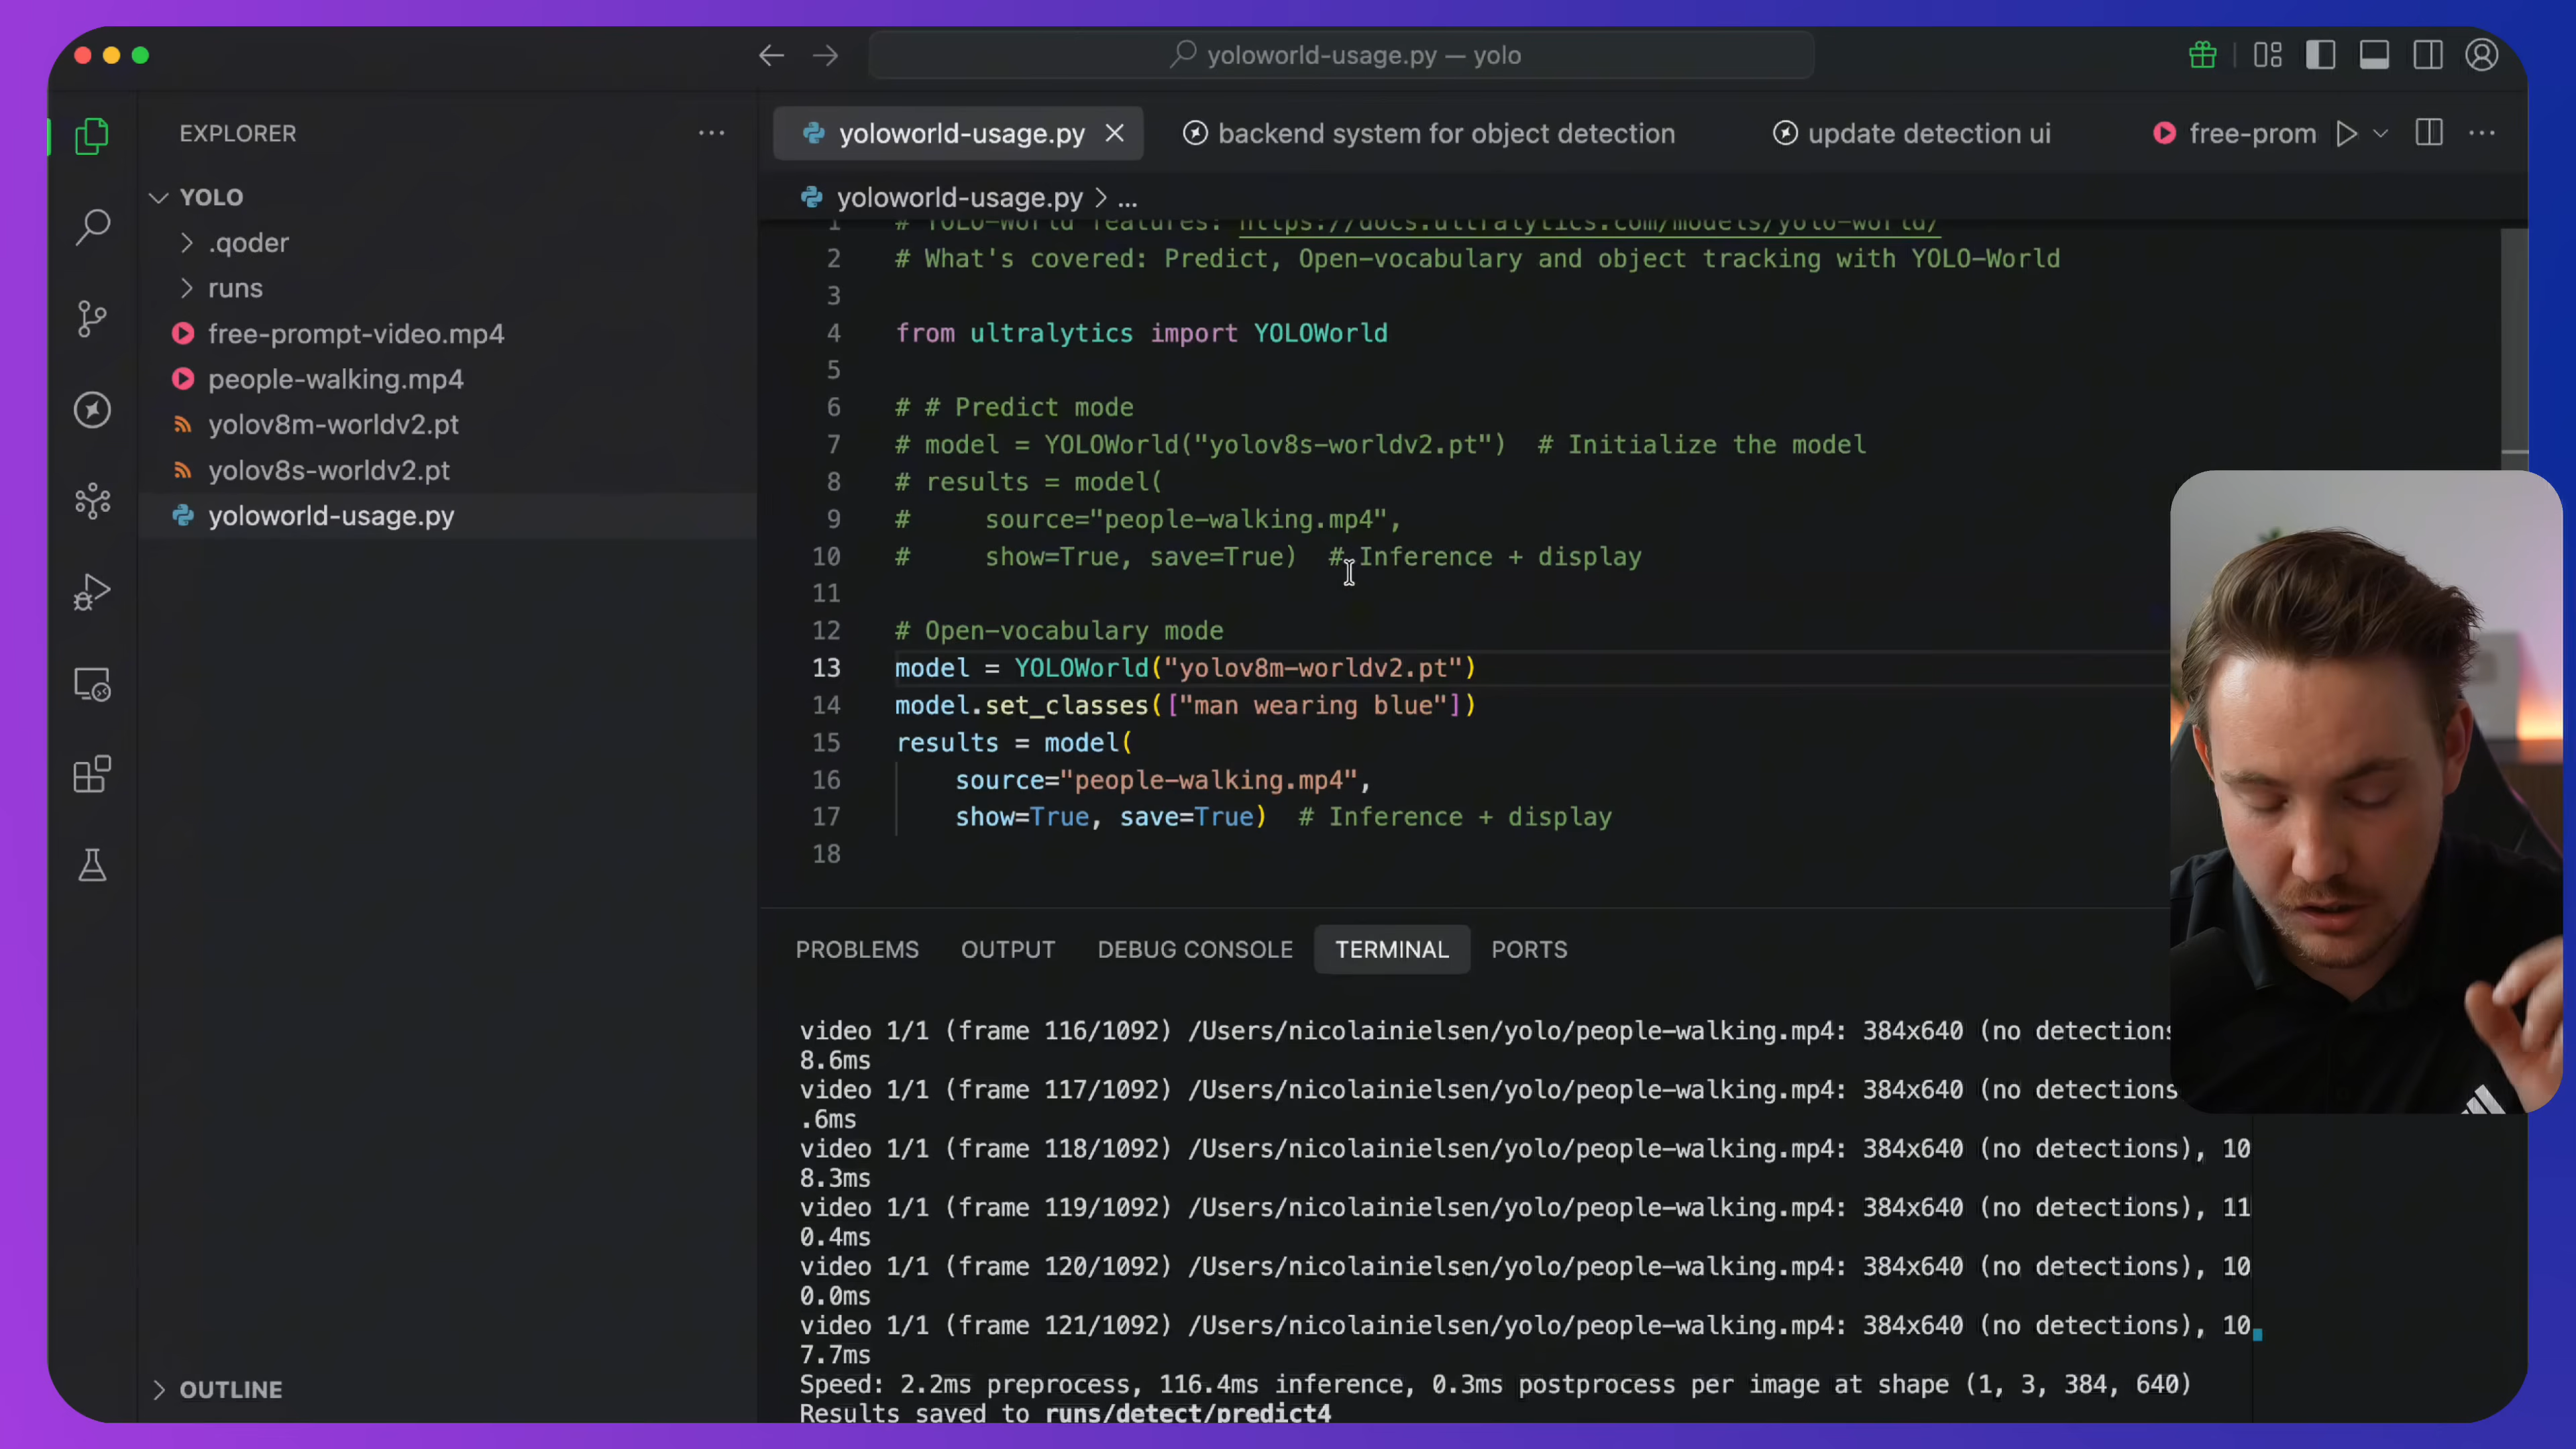 yoloworld-usage.py — yolo
EXPLORER
YOLO
.qoder
runs
free-prompt-video.mp4
people-walking.mp4
yolov8m-worldv2.pt
yolov8s-worldv2.pt
yoloworld-usage.py
OUTLINE
yoloworld-usage.py
backend system for object detection
update detection ui
free-prom
yoloworld-usage.py > ...
1 # YOLO-World features: https://docs.ultralytics.com/models/yolo-world/
2 # What's covered: Predict, Open-vocabulary and object tracking with YOLO-World
3
4 from ultralytics import YOLOWorld
5
6 # # Predict mode
7 # model = YOLOWorld("yolov8s-worldv2.pt")  # Initialize the model
8 # results = model(
9 #     source="people-walking.mp4",
10 #     show=True, save=True)  # Inference + display
11
12 # Open-vocabulary mode
13 model = YOLOWorld("yolov8m-worldv2.pt")
14 model.set_classes(["man wearing blue"])
15 results = model(
16     source="people-walking.mp4",
17     show=True, save=True)  # Inference + display
18
PROBLEMS OUTPUT DEBUG CONSOLE TERMINAL PORTS
video 1/1 (frame 116/1092) /Users/nicolainielsen/yolo/people-walking.mp4: 384x640 (no detections
8.6ms
video 1/1 (frame 117/1092) /Users/nicolainielsen/yolo/people-walking.mp4: 384x640 (no detections
.6ms
video 1/1 (frame 118/1092) /Users/nicolainielsen/yolo/people-walking.mp4: 384x640 (no detections), 10
8.3ms
video 1/1 (frame 119/1092) /Users/nicolainielsen/yolo/people-walking.mp4: 384x640 (no detections), 11
0.4ms
video 1/1 (frame 120/1092) /Users/nicolainielsen/yolo/people-walking.mp4: 384x640 (no detections), 10
0.0ms
video 1/1 (frame 121/1092) /Users/nicolainielsen/yolo/people-walking.mp4: 384x640 (no detections), 10
7.7ms
Speed: 2.2ms preprocess, 116.4ms inference, 0.3ms postprocess per image at shape (1, 3, 384, 640)
Results saved to runs/detect/predict4